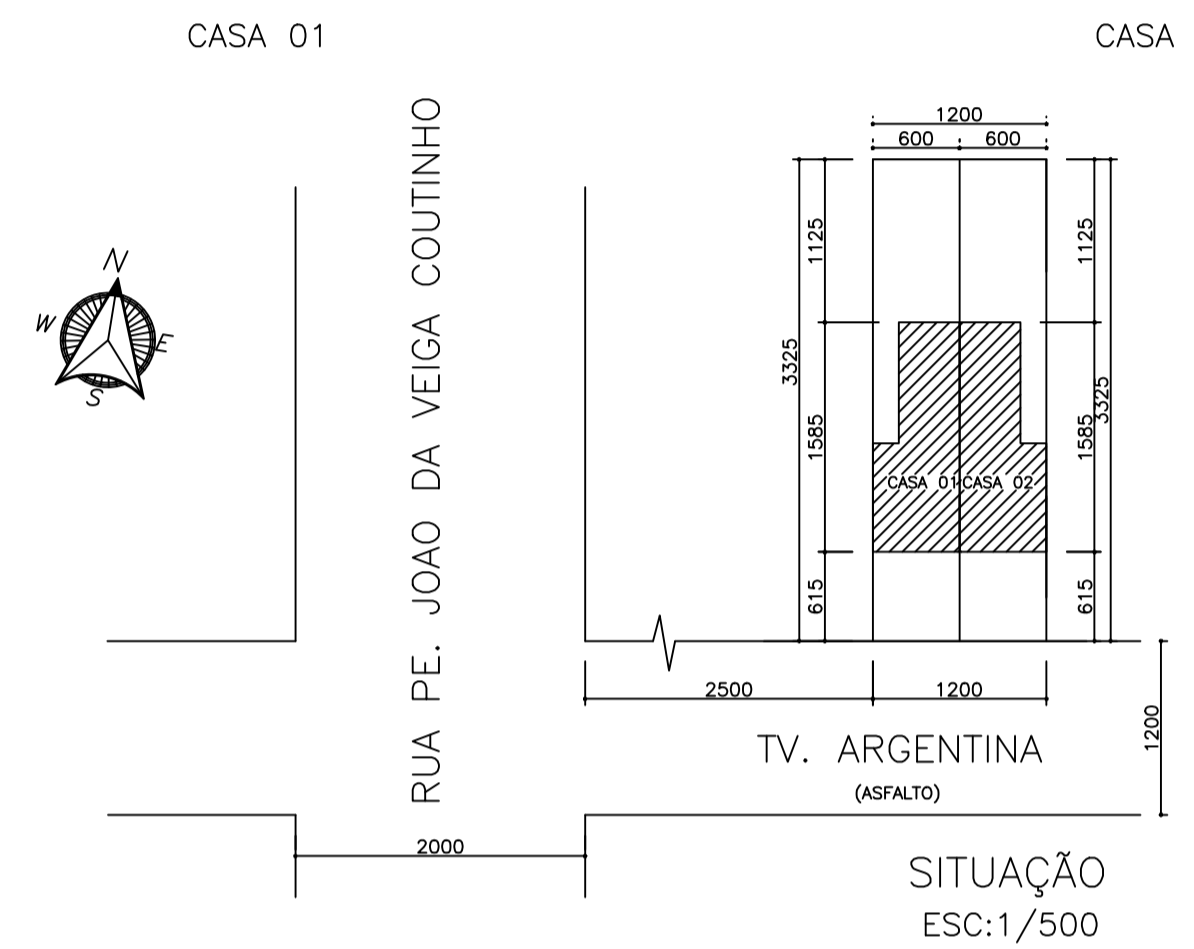 CASA 01
CASA
RUA PE. JOAO DA VEIGA COUTINHO
N
W
E
S
1200
600
600
1125
1125
3325
3325
1585
1585
CASA 01
CASA 02
615
615
2500
1200
1200
TV. ARGENTINA
(ASFALTO)
2000
SITUAÇÃO
ESC:1/500